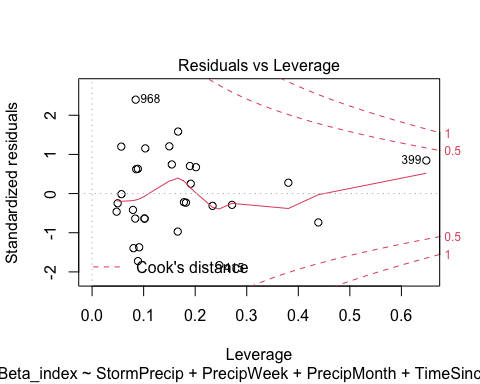 Residuals vs Leverage
Standardized residuals
2
1
0
-1
-2
968
399
1
0.5
0.5
1
Cook's distance
0.0 0.1 0.2 0.3 0.4 0.5 0.6
Leverage
Beta_index ~ StormPrecip + PrecipWeek + PrecipMonth + TimeSinc